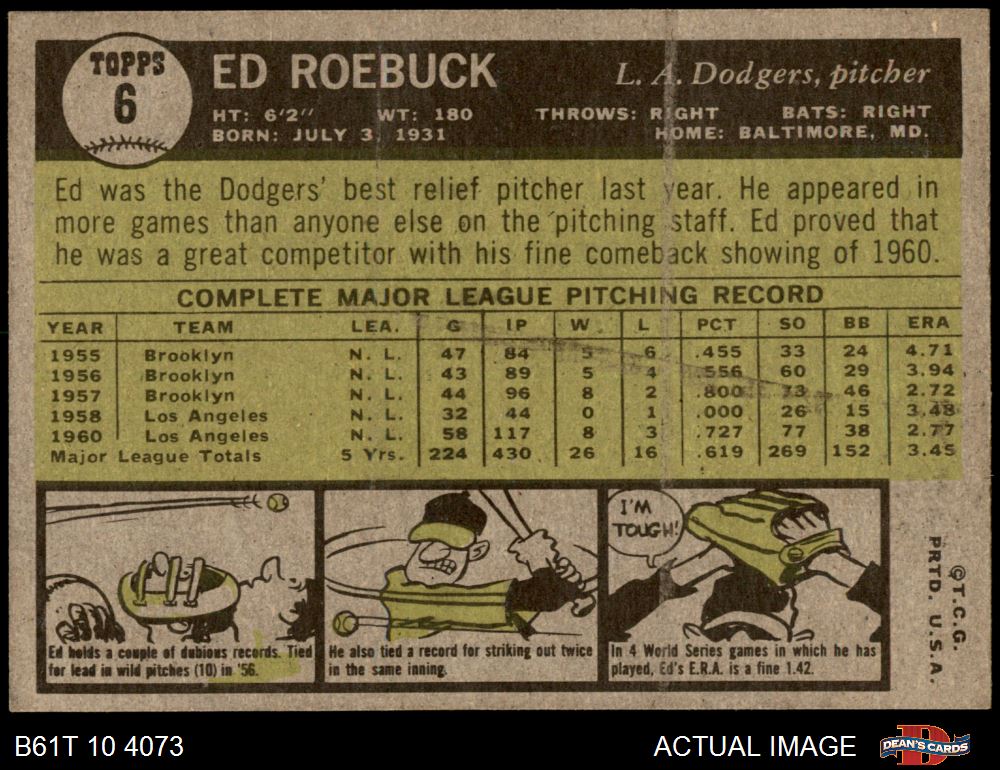 TOPPS
6
ED ROEBUCK
L. A. Dodgers, pitcher
HT: 6'2" WT: 180 THROWS: RIGHT BATS: RIGHT
BORN: JULY 3, 1931 HOME: BALTIMORE, MD.
Ed was the Dodgers' best relief pitcher last year. He appeared in
more games than anyone else on the pitching staff. Ed proved that
he was a great competitor with his fine comeback showing of 1960.
COMPLETE MAJOR LEAGUE PITCHING RECORD
YEAR TEAM LEA. G IP W L PCT SO BB ERA
1955 Brooklyn N. L. 47 84 5 6 .455 33 24 4.71
1956 Brooklyn N. L. 43 89 5 4 .556 60 29 3.94
1957 Brooklyn N. L. 44 96 8 2 .800 73 46 2.72
1958 Los Angeles N. L. 32 44 0 1 .000 26 15 3.48
1960 Los Angeles N. L. 58 117 8 3 .727 77 38 2.77
Major League Totals 5 Yrs. 224 430 26 16 .619 269 152 3.45
Ed holds a couple of dubious records. Tied
for lead in wild pitches (10) in '56.
He also tied a record for striking out twice
in the same inning.
I'M
TOUGH!
In 4 World Series games in which he has
played, Ed's E.R.A. is a fine 1.42.
©T.C.G.
PRTD. U.S.A.
B61T 10 4073
ACTUAL IMAGE
D
DEAN'S CARDS